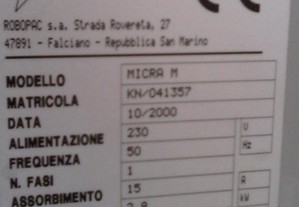 ROBOPAC s.a. Strada Rovereta, 27
47891 - Falciano - Repubblica San Marino
MODELLO MICRA M
MATRICOLA KN/041357
DATA 10/2000
ALIMENTAZIONE 230 V
FREQUENZA 50 Hz
N. FASI 1
ASSORBIMENTO 15 A
kW